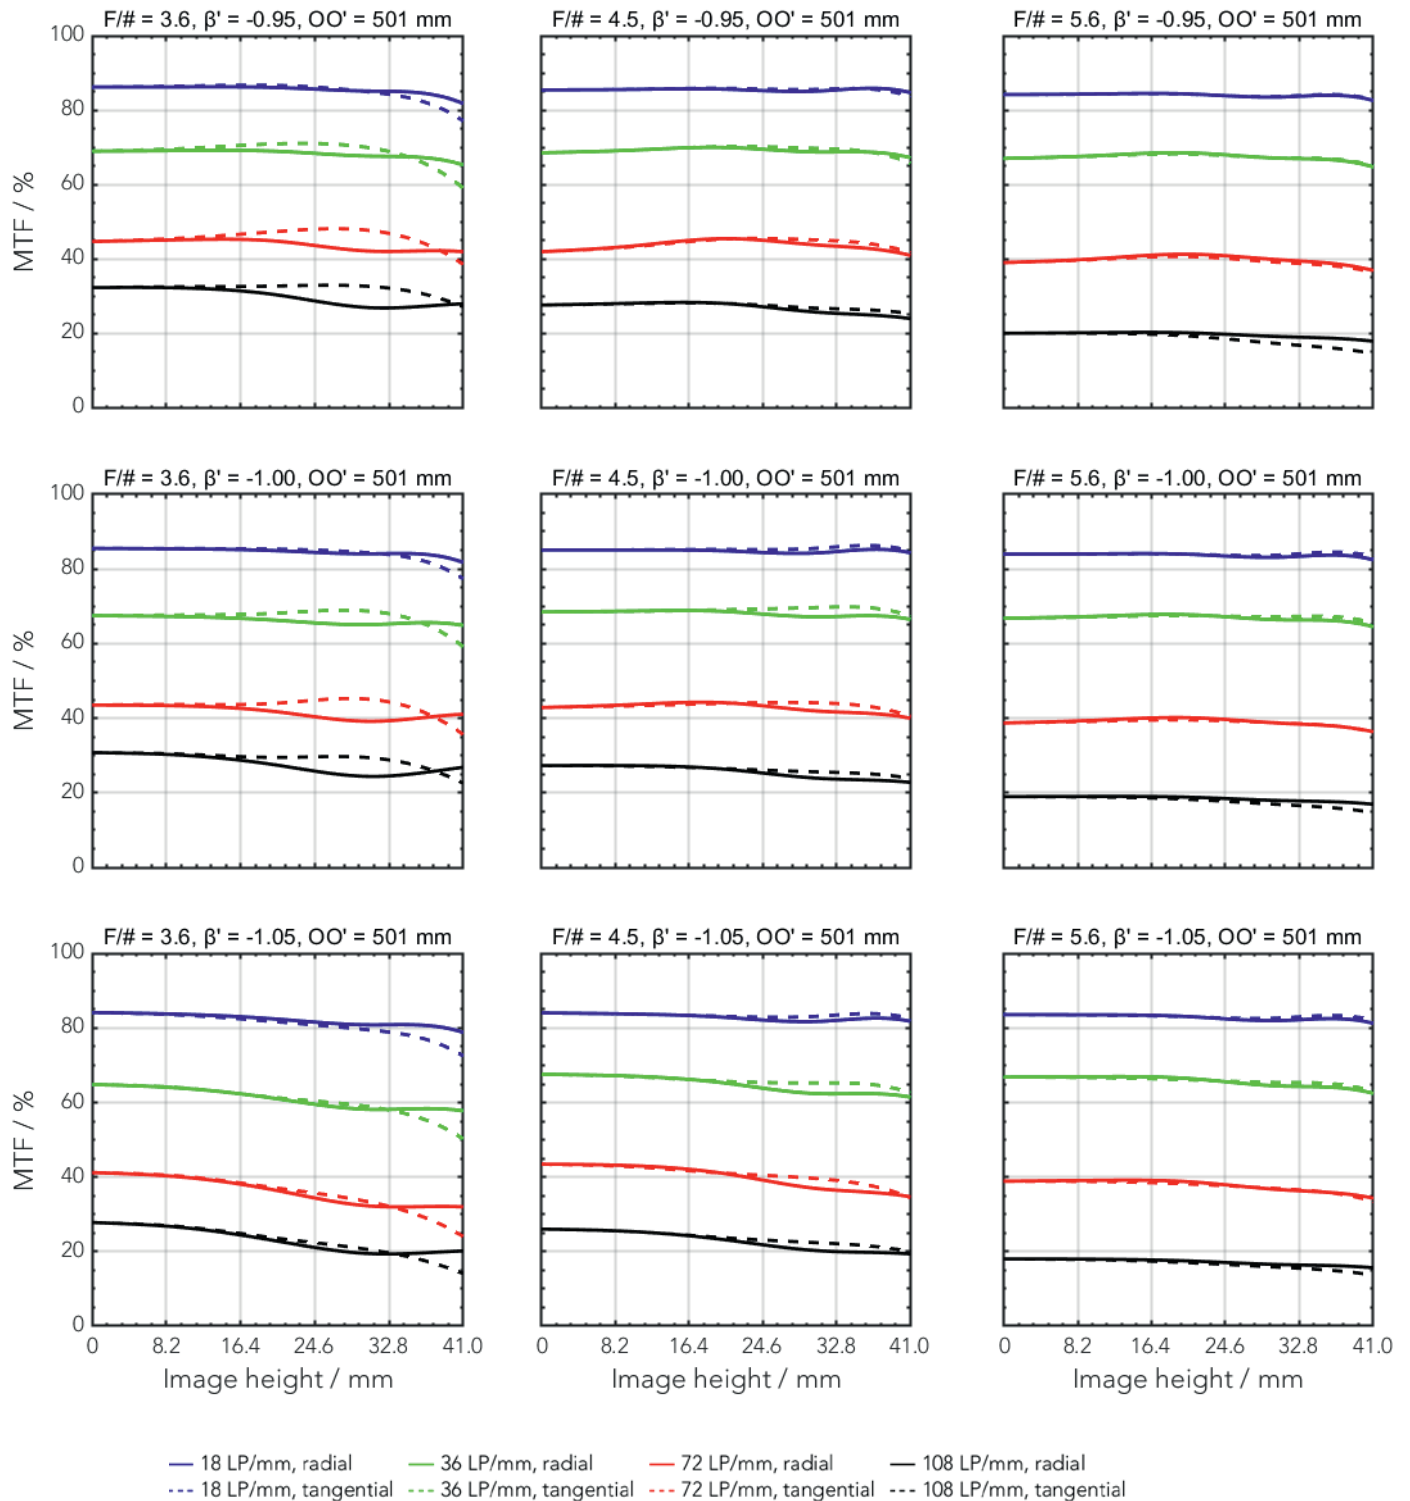 F/# = 3.6, β' = -0.95, OO' = 501 mm
F/# = 4.5, β' = -0.95, OO' = 501 mm
F/# = 5.6, β' = -0.95, OO' = 501 mm
100
80
60
40
20
0
MTF / %
F/# = 3.6, β' = -1.00, OO' = 501 mm
F/# = 4.5, β' = -1.00, OO' = 501 mm
F/# = 5.6, β' = -1.00, OO' = 501 mm
100
80
60
40
20
0
MTF / %
F/# = 3.6, β' = -1.05, OO' = 501 mm
F/# = 4.5, β' = -1.05, OO' = 501 mm
F/# = 5.6, β' = -1.05, OO' = 501 mm
100
80
60
40
20
0
MTF / %
0 8.2 16.4 24.6 32.8 41.0
0 8.2 16.4 24.6 32.8 41.0
0 8.2 16.4 24.6 32.8 41.0
Image height / mm
Image height / mm
Image height / mm
18 LP/mm, radial 36 LP/mm, radial 72 LP/mm, radial 108 LP/mm, radial
18 LP/mm, tangential 36 LP/mm, tangential 72 LP/mm, tangential 108 LP/mm, tangential